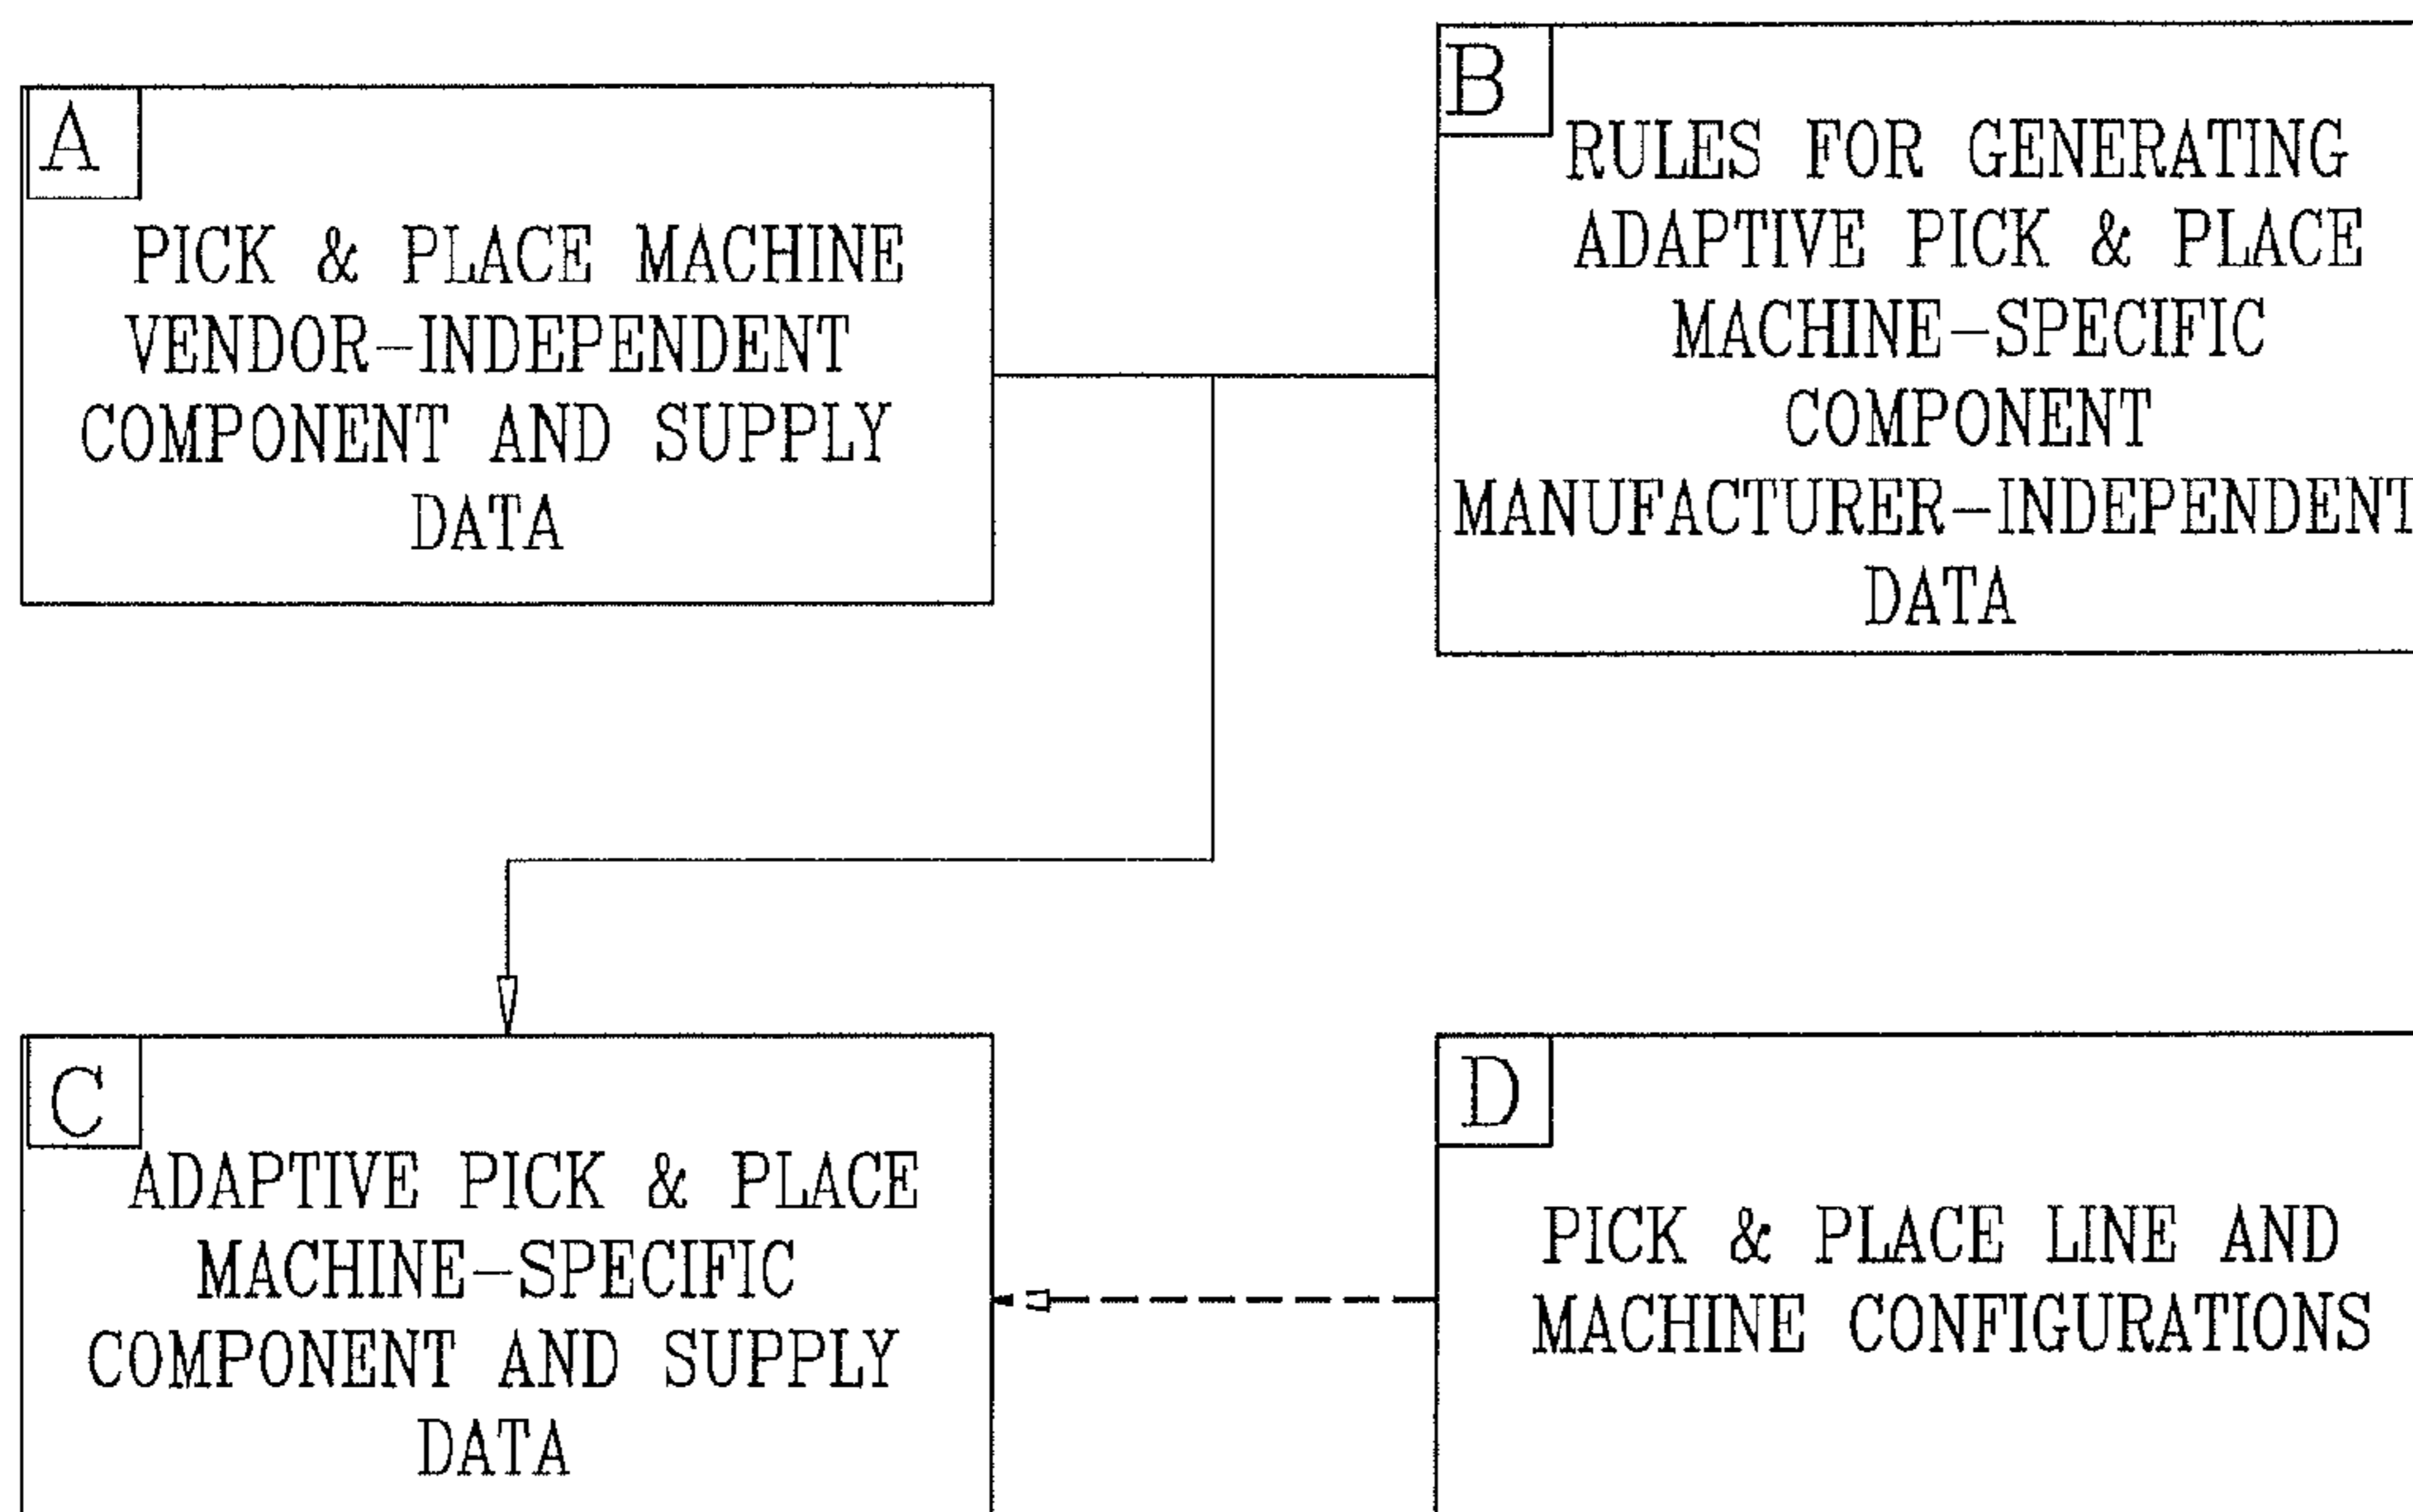 A
PICK & PLACE MACHINE
VENDOR-INDEPENDENT
COMPONENT AND SUPPLY
DATA
B
RULES FOR GENERATING
ADAPTIVE PICK & PLACE
MACHINE-SPECIFIC
COMPONENT
MANUFACTURER-INDEPENDENT
DATA
C
ADAPTIVE PICK & PLACE
MACHINE-SPECIFIC
COMPONENT AND SUPPLY
DATA
D
PICK & PLACE LINE AND
MACHINE CONFIGURATIONS